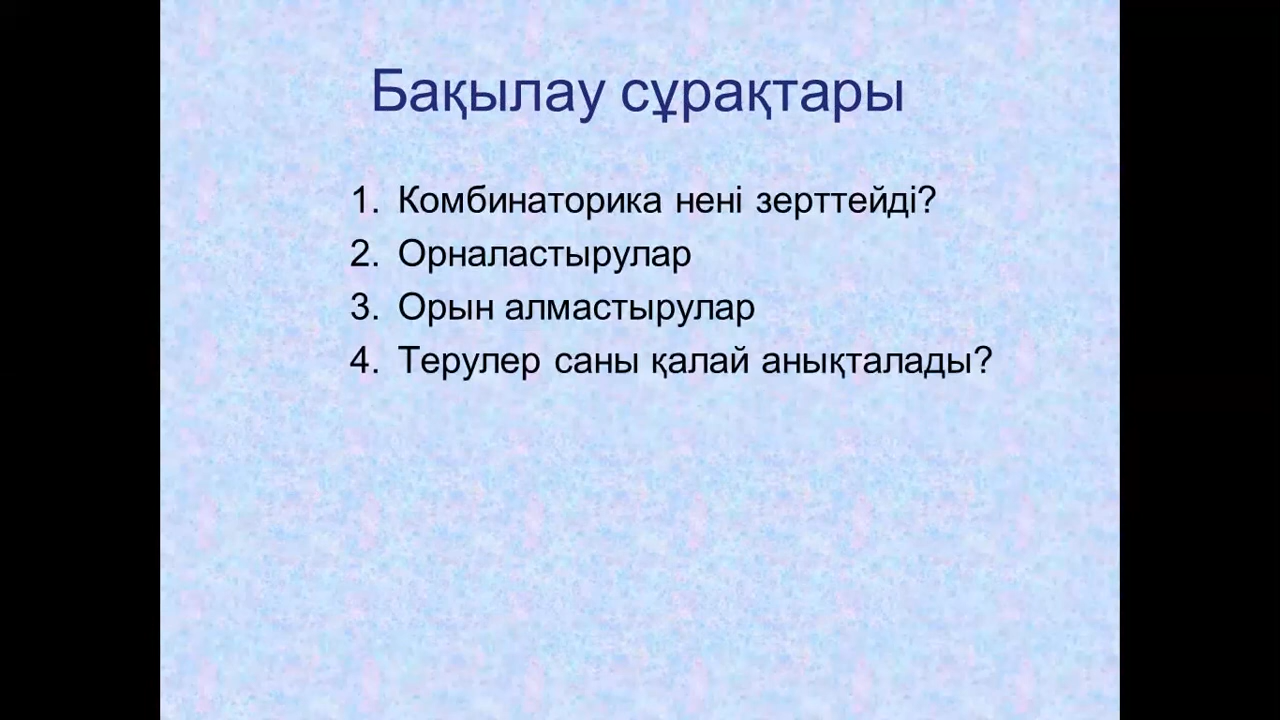 Бақылау сұрақтары
1. Комбинаторика нені зерттейді?
2. Орналастырулар
3. Орын алмастырулар
4. Терулер саны қалай анықталады?